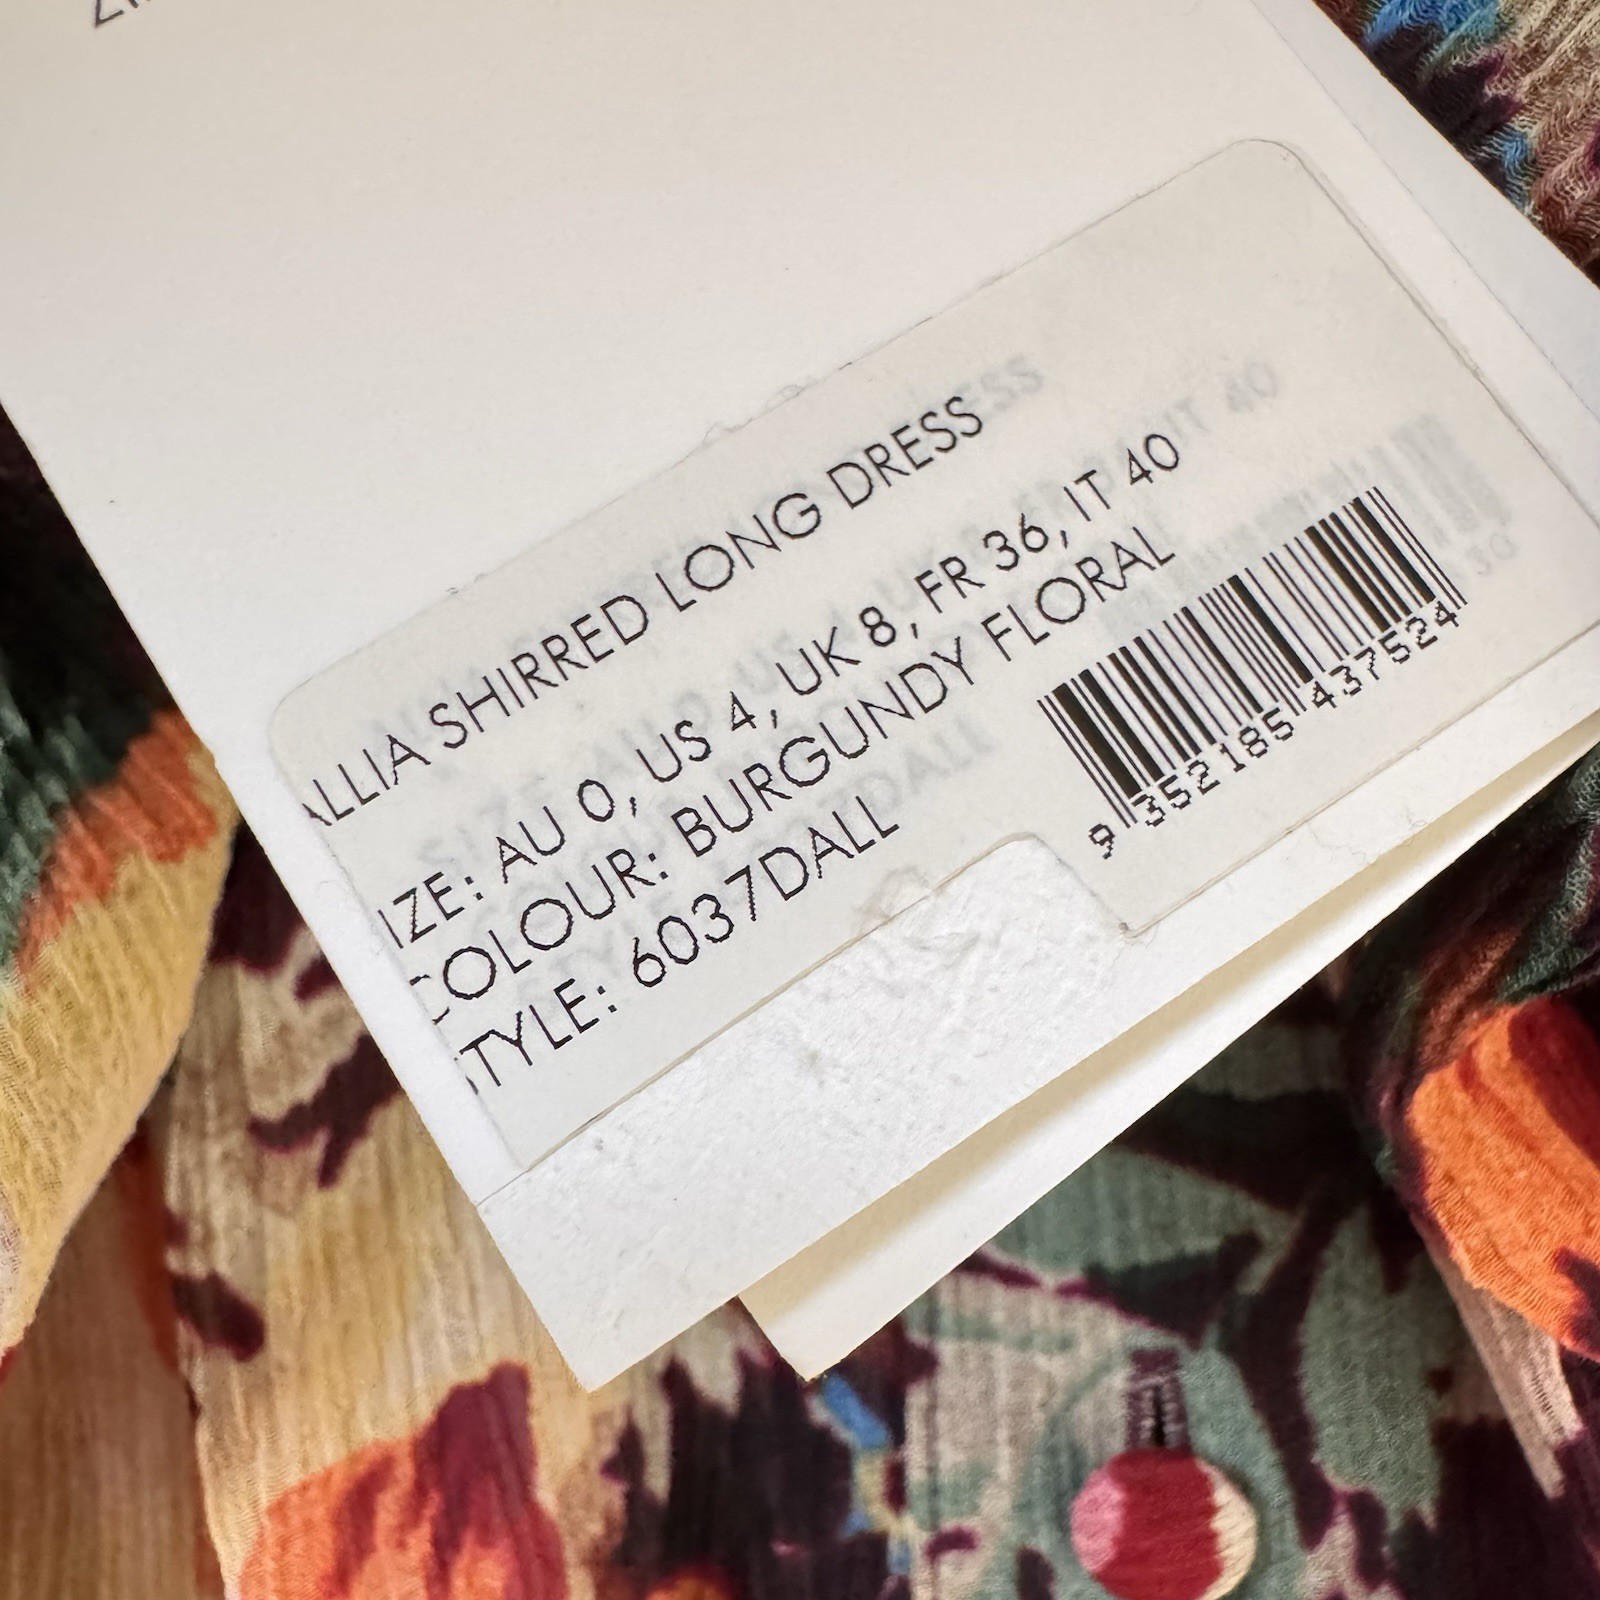 ALLIA SHIRRED LONG DRESS
IZE: AU 0, US 4, UK 8, FR 36, IT 40
COLOUR: BURGUNDY FLORAL
STYLE: 6037DALL
9 352185 437524